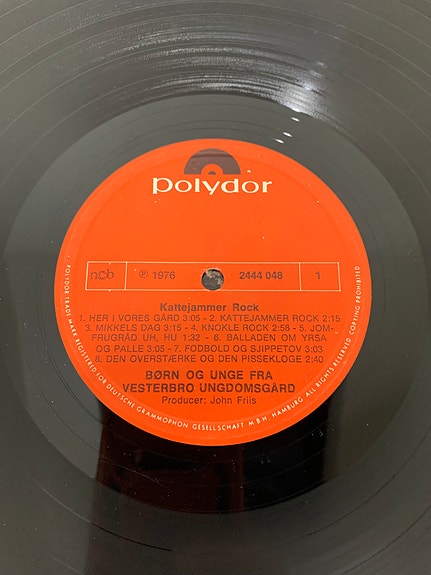 polydor
ncb
℗ 1976
2444 048
1
Kattejammer Rock
1. HER I VORES GÅRD 3:05 - 2. KATTEJAMMER ROCK 2:15
3. MIKKELS DAG 3:15 - 4. KNOKLE ROCK 2:58 - 5. JOM-
FRUGRÅD UH, HU 1:32 - 6. BALLADEN OM YRSA
OG PALLE 3:05 - 7. FODBOLD OG SJIPPETOV 3:03
8. DEN OVERSTÆRKE OG DEN PISSEKLOGE 2:40
BØRN OG UNGE FRA
VESTERBRO UNGDOMSGÅRD
Producer: John Friis
POLYDOR TRADE MARK REGISTERED FOR DEUTSCHE GRAMMOPHON GESELLSCHAFT M B H. HAMBURG ALL RIGHTS RESERVED. COPYING PROHIBITED